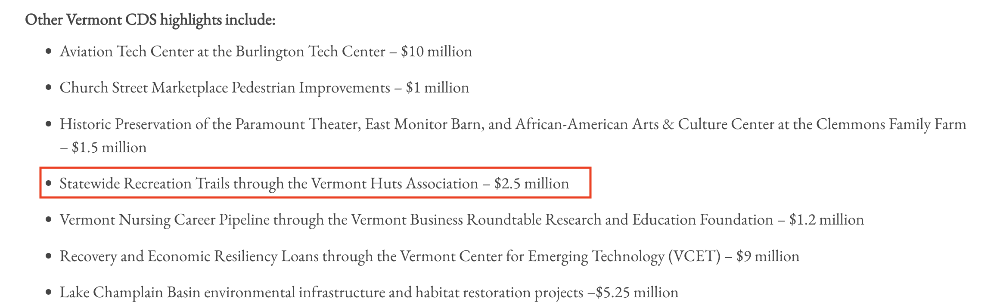 Other Vermont CDS highlights include:
• Aviation Tech Center at the Burlington Tech Center – $10 million
• Church Street Marketplace Pedestrian Improvements – $1 million
• Historic Preservation of the Paramount Theater, East Monitor Barn, and African-American Arts & Culture Center at the Clemmons Family Farm
– $1.5 million
• Statewide Recreation Trails through the Vermont Huts Association – $2.5 million
• Vermont Nursing Career Pipeline through the Vermont Business Roundtable Research and Education Foundation – $1.2 million
• Recovery and Economic Resiliency Loans through the Vermont Center for Emerging Technology (VCET) – $9 million
• Lake Champlain Basin environmental infrastructure and habitat restoration projects –$5.25 million